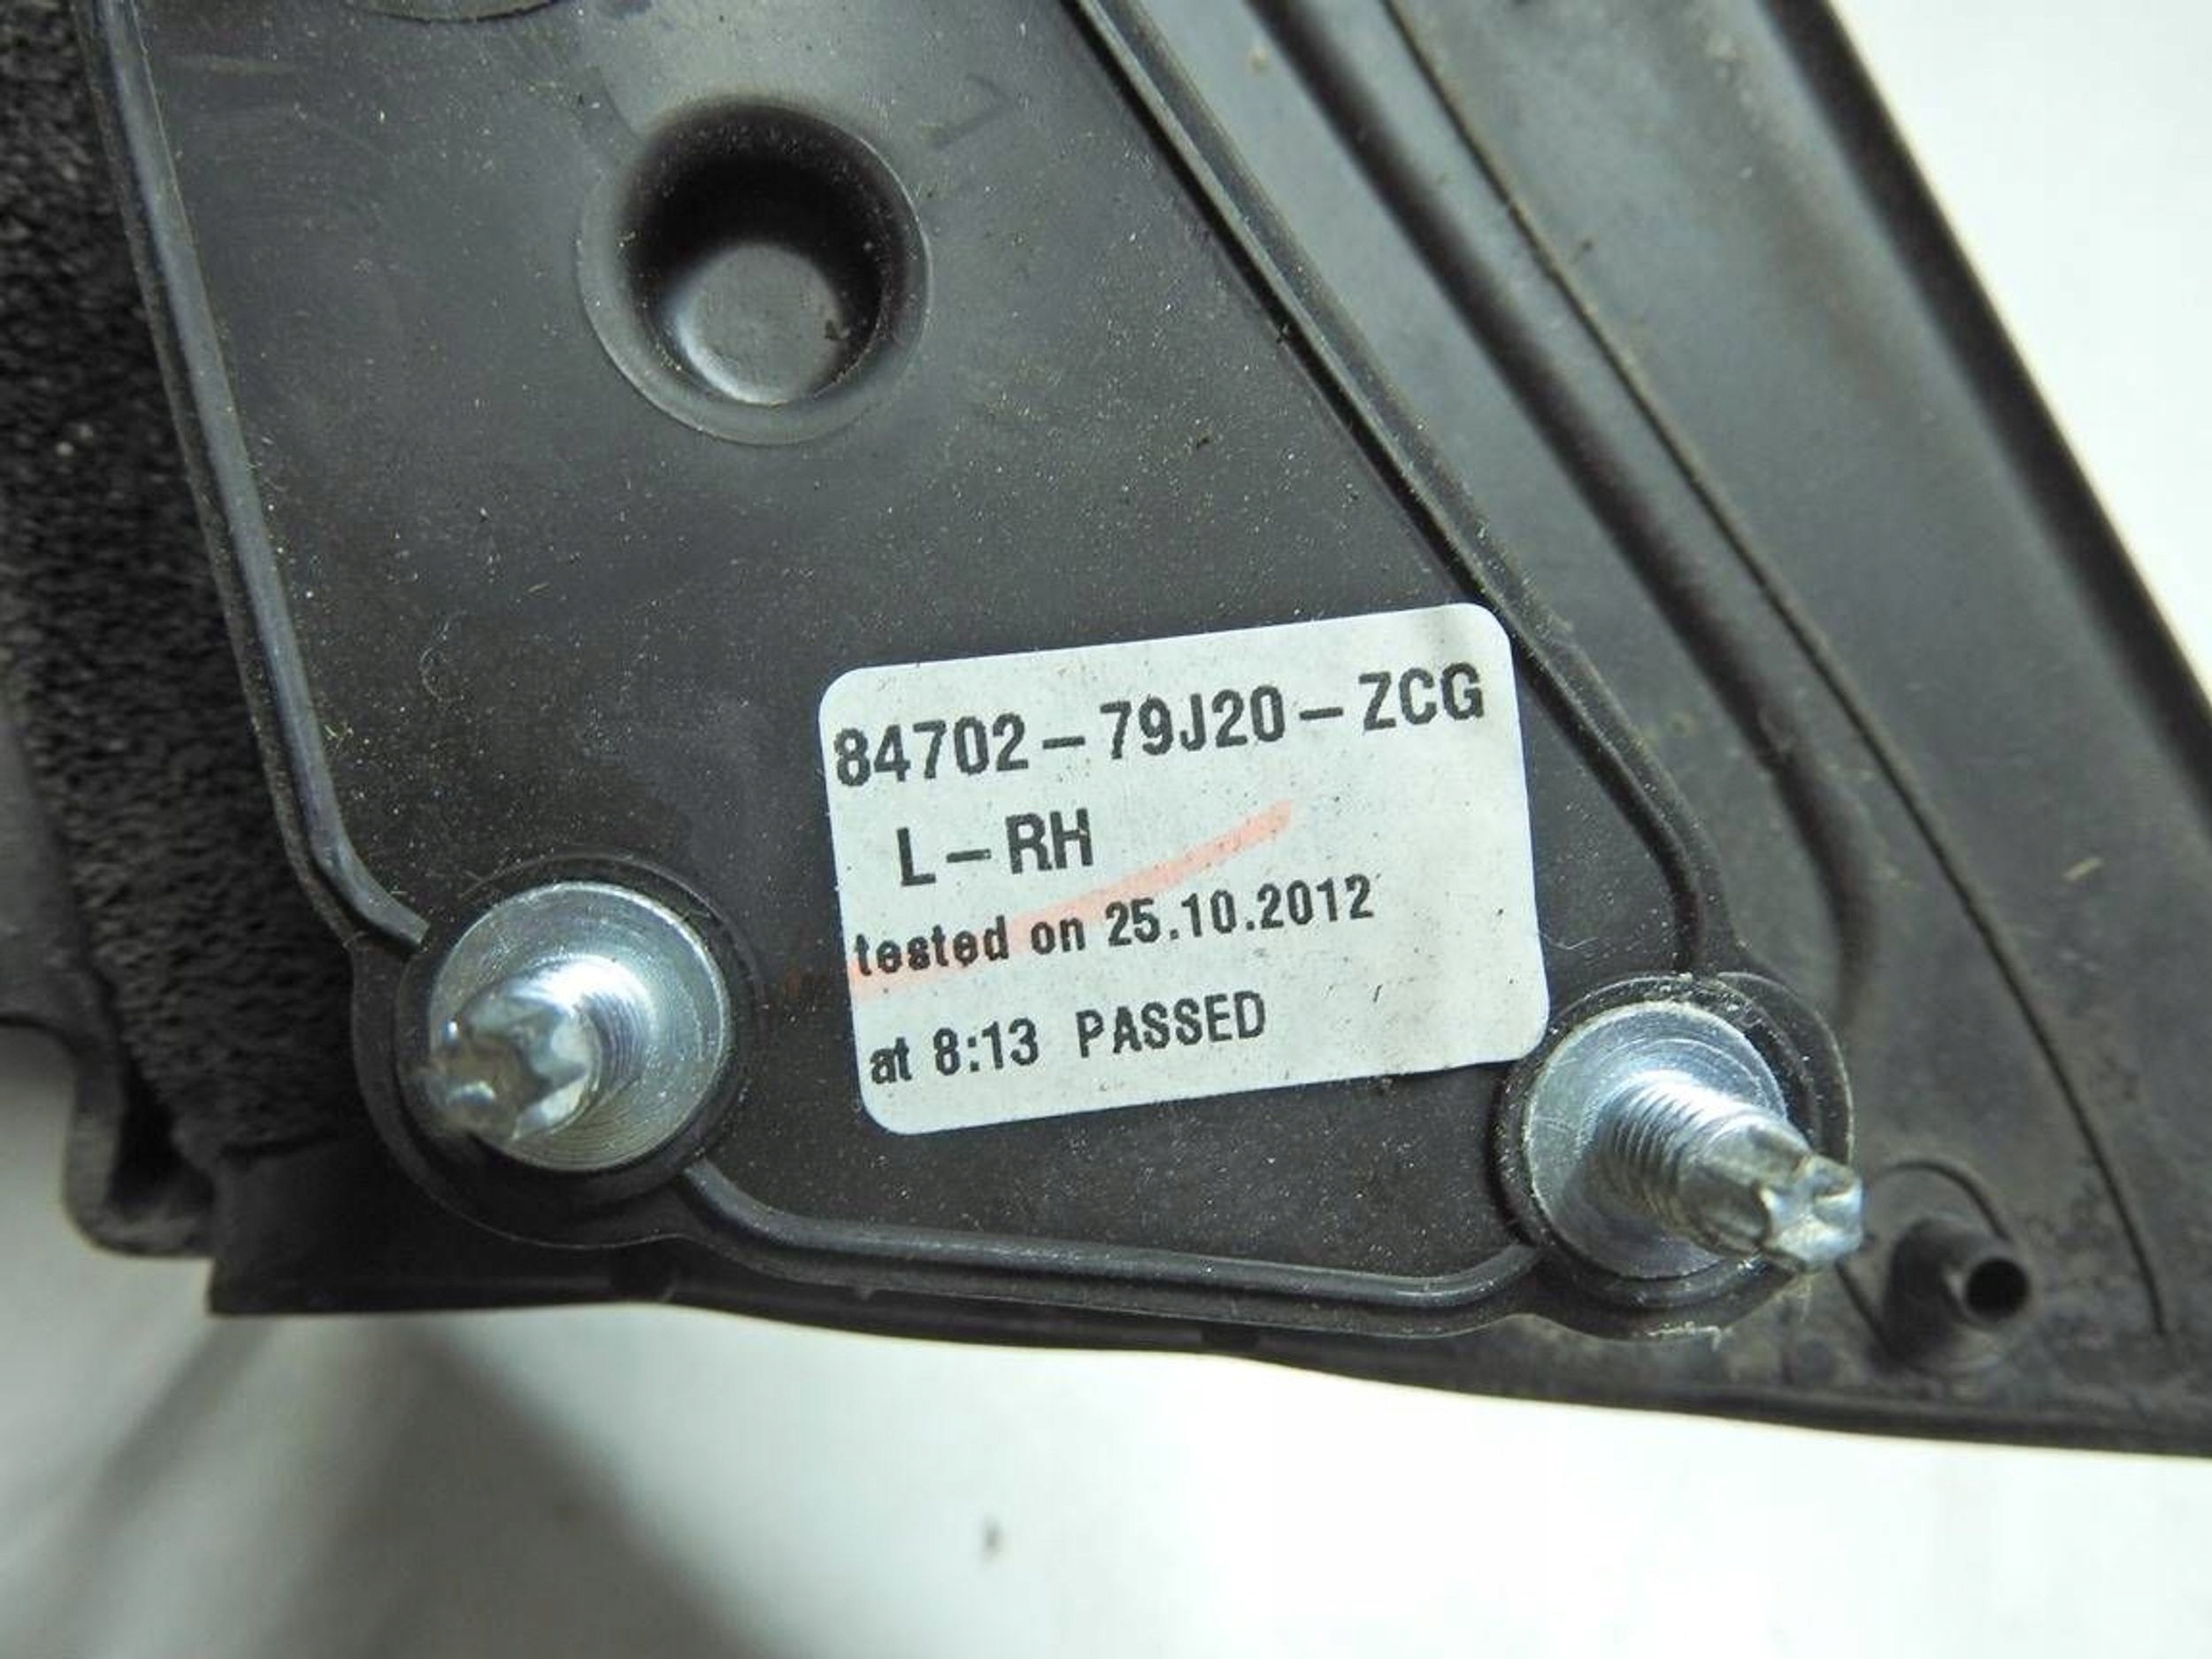 84702-79J20-ZCG
L-RH
tested on 25.10.2012
at 8:13 PASSED